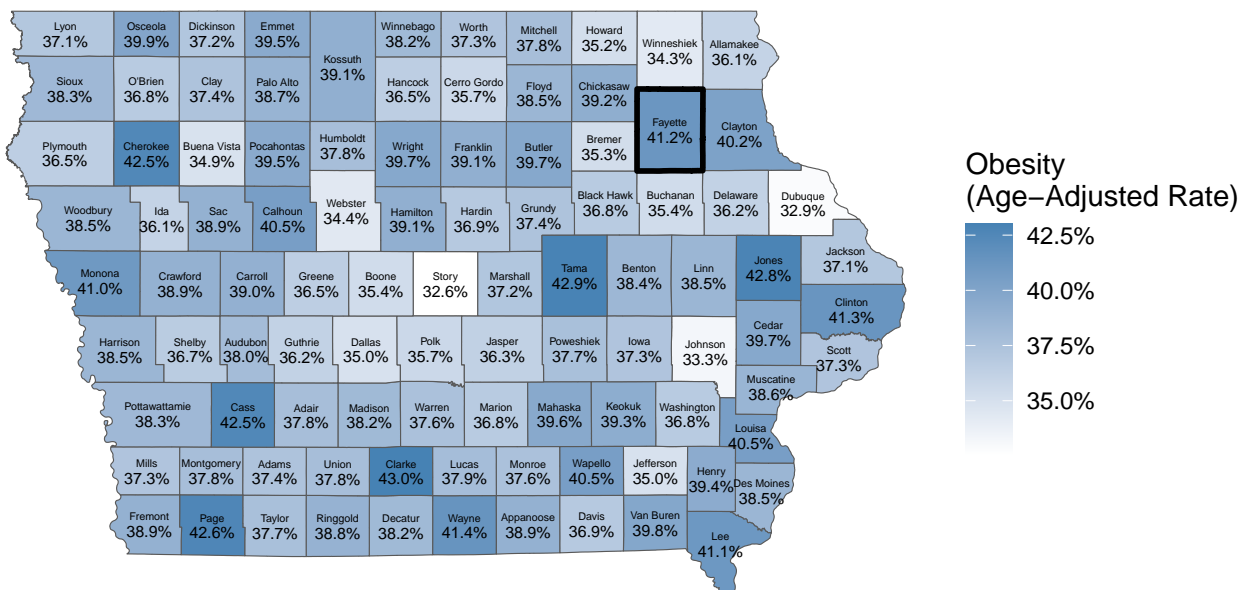 Lyon
37.1%
Osceola
39.9%
Dickinson
37.2%
Emmet
39.5%
Kossuth
39.1%
Winnebago
38.2%
Worth
37.3%
Mitchell
37.8%
Howard
35.2%
Winneshiek
34.3%
Allamakee
36.1%
Sioux
38.3%
O'Brien
36.8%
Clay
37.4%
Palo Alto
38.7%
Hancock
36.5%
Cerro Gordo
35.7%
Floyd
38.5%
Chickasaw
39.2%
Fayette
41.2%
Clayton
40.2%
Plymouth
36.5%
Cherokee
42.5%
Buena Vista
34.9%
Pocahontas
39.5%
Humboldt
37.8%
Wright
39.7%
Franklin
39.1%
Butler
39.7%
Bremer
35.3%
Woodbury
38.5%
Ida
36.1%
Sac
38.9%
Calhoun
40.5%
Webster
34.4%
Hamilton
39.1%
Hardin
36.9%
Grundy
37.4%
Black Hawk
36.8%
Buchanan
35.4%
Delaware
36.2%
Dubuque
32.9%
Monona
41.0%
Crawford
38.9%
Carroll
39.0%
Greene
36.5%
Boone
35.4%
Story
32.6%
Marshall
37.2%
Tama
42.9%
Benton
38.4%
Linn
38.5%
Jones
42.8%
Jackson
37.1%
Clinton
41.3%
Harrison
38.5%
Shelby
36.7%
Audubon
38.0%
Guthrie
36.2%
Dallas
35.0%
Polk
35.7%
Jasper
36.3%
Poweshiek
37.7%
Iowa
37.3%
Johnson
33.3%
Cedar
39.7%
Scott
37.3%
Muscatine
38.6%
Pottawattamie
38.3%
Cass
42.5%
Adair
37.8%
Madison
38.2%
Warren
37.6%
Marion
36.8%
Mahaska
39.6%
Keokuk
39.3%
Washington
36.8%
Louisa
40.5%
Mills
37.3%
Montgomery
37.8%
Adams
37.4%
Union
37.8%
Clarke
43.0%
Lucas
37.9%
Monroe
37.6%
Wapello
40.5%
Jefferson
35.0%
Henry
39.4%
Des Moines
38.5%
Fremont
38.9%
Page
42.6%
Taylor
37.7%
Ringgold
38.8%
Decatur
38.2%
Wayne
41.4%
Appanoose
38.9%
Davis
36.9%
Van Buren
39.8%
Lee
41.1%
Obesity
(Age−Adjusted Rate)
42.5%
40.0%
37.5%
35.0%